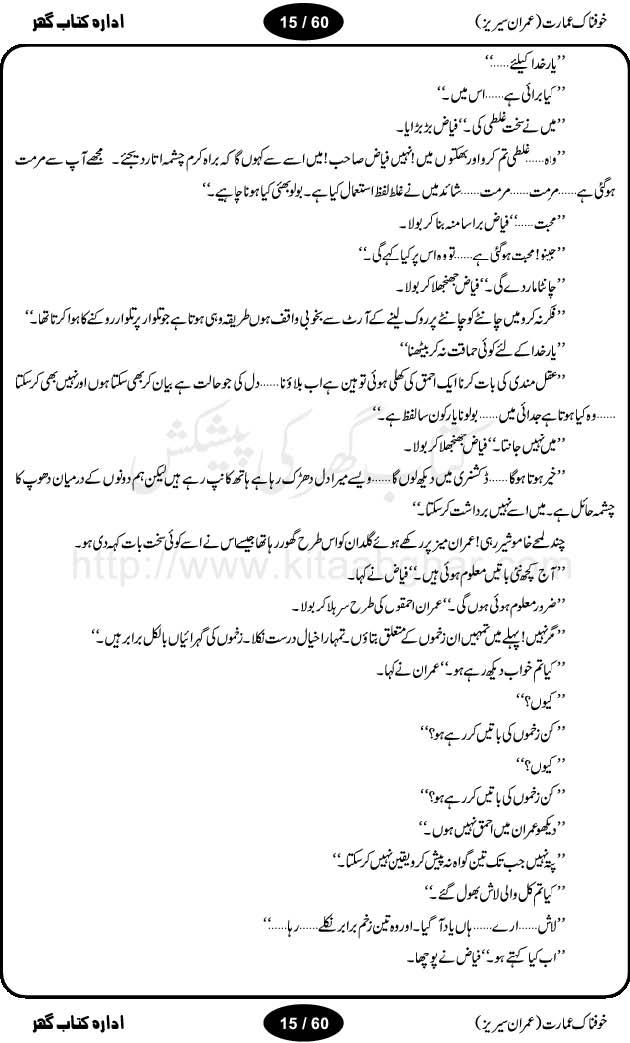 خوفناک عمارت (عمران سیریز)
15 / 60
ادارہ کتاب گھر
’’یار خدا کیلئے......‘‘
’’کیا برائی ہے......اس میں۔‘‘
’’میں نے سخت غلطی کی۔‘‘ فیاض بڑبڑایا۔
’’واہ......غلطی تم کرو اور بھگتوں میں! نہیں فیاض صاحب! میں اسے سے کہوں گا کہ براہ کرم چشمہ اتار دیجئے۔ مجھے آپ سے مرمت
ہو گئی ہے......مرمت......مرمت......شائد میں نے غلط لفظ استعمال کیا ہے۔ بولو بھئی کیا ہونا چاہیے۔‘‘
’’محبت......‘‘ فیاض برا سا منہ بنا کر بولا۔
’’جینو! محبت ہو گئی ہے......تو وہ اس پر کیا کہے گی۔‘‘
’’چانٹا مار دے گی۔‘‘ فیاض جھنجھلا کر بولا۔
’’فکر نہ کرو میں چانٹے کو چانٹے پر روک لینے کے آرٹ سے بخوبی واقف ہوں طریقہ وہی ہوتا ہے جو تلوار پر تلوار روکنے کا ہوا کرتا تھا۔‘‘
’’یار خدا کے لئے کوئی حماقت نہ کر بیٹھنا‘‘
’’عقل مندی کی بات کرنا ایک احمق کی کھلی ہوئی توہین ہے اب بلاؤ نا......دل کی جو حالت ہے بیان کر بھی سکتا ہوں اور نہیں بھی کر سکتا
......وہ کیا ہوتا ہے جدائی میں......بولو نا یار کون سا لفظ ہے۔‘‘
’’میں نہیں جانتا۔‘‘ فیاض جھنجھلا کر بولا۔
’’خیر ہوتا ہوگا......ڈکشنری میں دیکھ لوں گا......ویسے میرا دل دھڑک رہا ہے ہاتھ کانپ رہے ہیں لیکن ہم دونوں کے درمیان دھوپ کا
چشمہ حائل ہے۔ میں اسے نہیں برداشت کر سکتا۔‘‘
چند لمحے خاموشیر رہی! عمران میز پر رکھے ہوئے گلدان کو اس طرح گھور رہا تھا جیسے اس نے اسے کوئی سخت بات کہہ دی ہو۔
’’آج کچھ نئی باتیں معلوم ہوئی ہیں۔‘‘ فیاض نے کہا۔
’’ضرور معلوم ہوئی ہوں گی۔‘‘ عمران احمقوں کی طرح سر ہلا کر بولا۔
’’مگر نہیں! پہلے میں تمہیں ان زخموں کے متعلق بتاؤں۔ تمہارا خیال درست نکلا۔ زخموں کی گہرائیاں بالکل برابر ہیں۔‘‘
’’کیا تم خواب دیکھ رہے ہو۔‘‘ عمران نے کہا۔
’’کیوں؟‘‘
’’کن زخموں کی باتیں کر رہے ہو؟‘‘
’’کیوں؟‘‘
’’کن زخموں کی باتیں کر رہے ہو؟‘‘
’’دیکھو عمران میں احمق نہیں ہوں۔‘‘
’’پتہ نہیں جب تک تین گواہ نہ پیش کرو یقین نہیں کر سکتا۔‘‘
’’کیا تم کل والی لاش بھول گئے۔‘‘
’’لاش......ارے......ہاں یاد آ گیا۔ اور وہ تین زخم برابر نکلے......رہا......‘‘
’’اب کیا کہتے ہو۔‘‘ فیاض نے پوچھا۔
کتاب گھر کی پیشکش
http://www.kitaabghar.com
خوفناک عمارت (عمران سیریز)
15 / 60
ادارہ کتاب گھر